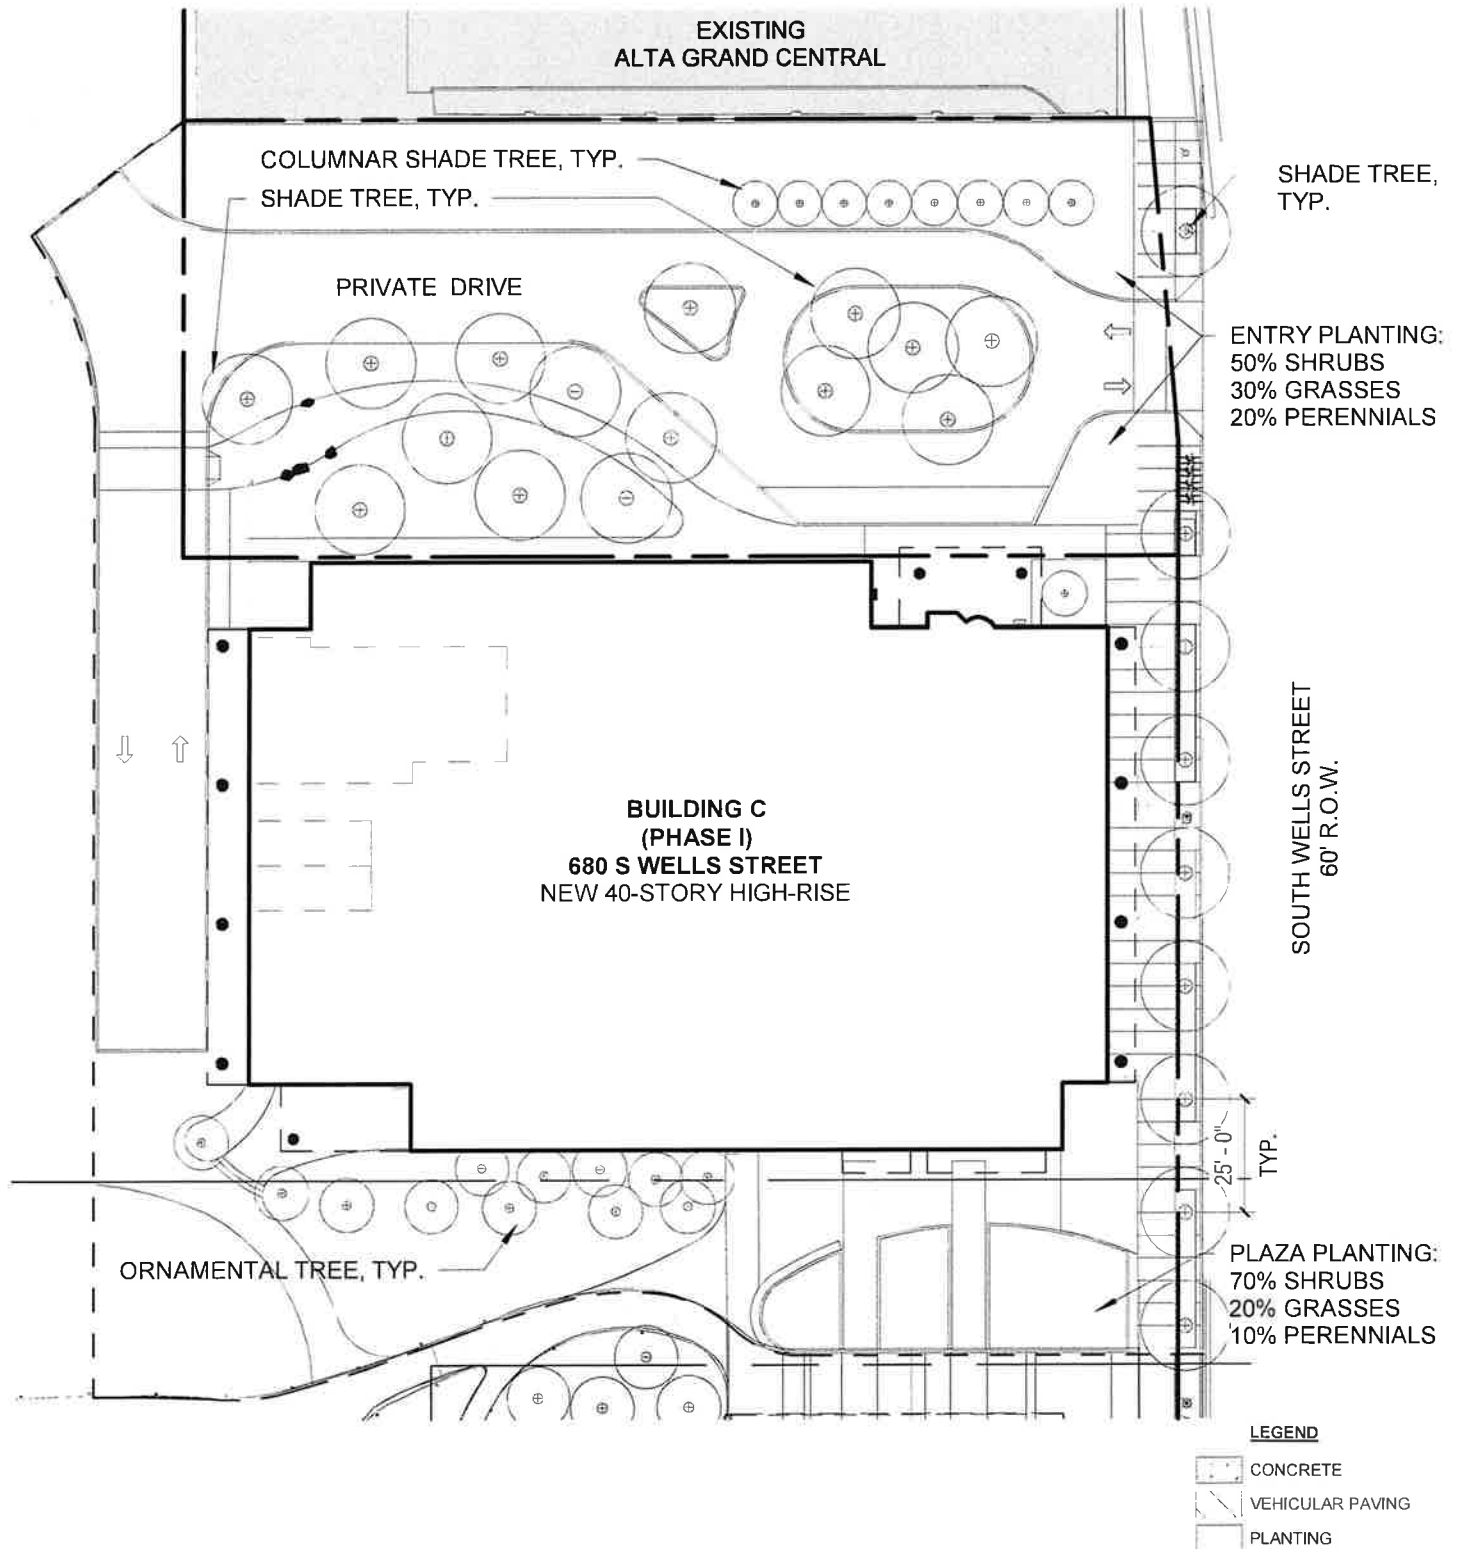 EXISTING
ALTA GRAND CENTRAL
COLUMNAR SHADE TREE, TYP.
SHADE TREE, TYP.
SHADE TREE,
TYP.
PRIVATE DRIVE
ENTRY PLANTING:
50% SHRUBS
30% GRASSES
20% PERENNIALS
BUILDING C
(PHASE I)
680 S WELLS STREET
NEW 40-STORY HIGH-RISE
SOUTH WELLS STREET
60' R.O.W.
25' - 0"
TYP.
ORNAMENTAL TREE, TYP.
PLAZA PLANTING:
70% SHRUBS
20% GRASSES
10% PERENNIALS
LEGEND
CONCRETE
VEHICULAR PAVING
PLANTING